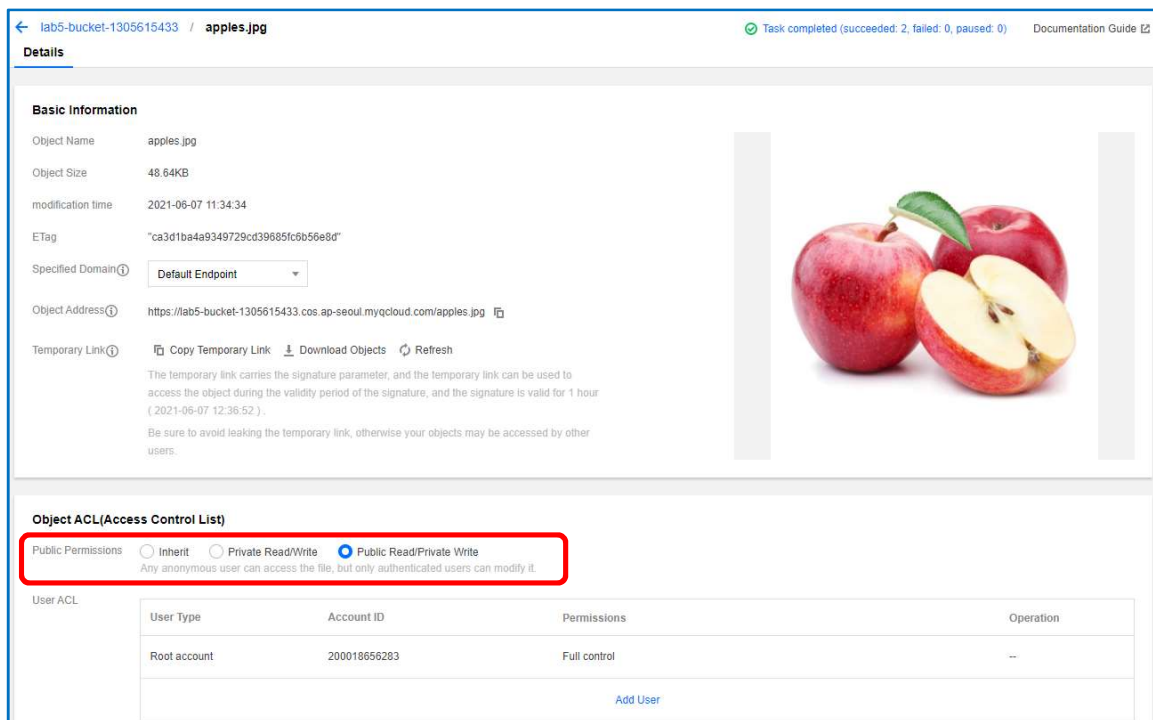 ← lab5-bucket-1305615433 / apples.jpg Task completed (succeeded: 2, failed: 0, paused: 0) Documentation Guide
Details
Basic Information
Object Name apples.jpg
Object Size 48.64KB
modification time 2021-06-07 11:34:34
ETag "ca3d1ba4a9349729cd39685fc6b56e8d"
Specified Domain Default Endpoint
Object Address https://lab5-bucket-1305615433.cos.ap-seoul.myqcloud.com/apples.jpg
Temporary Link Copy Temporary Link Download Objects Refresh
The temporary link carries the signature parameter, and the temporary link can be used to
access the object during the validity period of the signature, and the signature is valid for 1 hour
( 2021-06-07 12:36:52 ) .
Be sure to avoid leaking the temporary link, otherwise your objects may be accessed by other
users.
Object ACL(Access Control List)
Public Permissions Inherit Private Read/Write Public Read/Private Write
Any anonymous user can access the file, but only authenticated users can modify it.
User ACL
User Type Account ID Permissions Operation
Root account 200018656283 Full control --
Add User